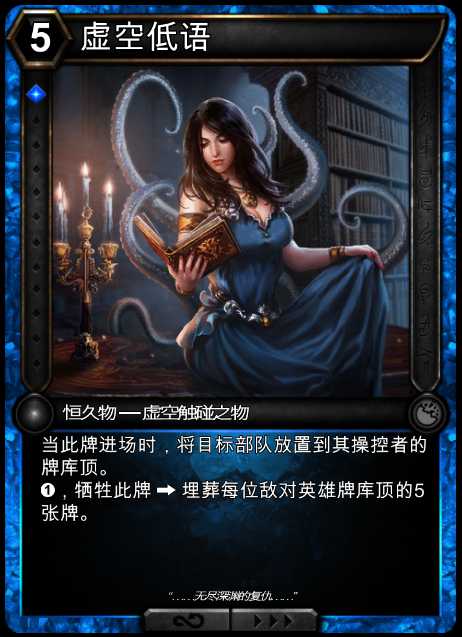 5
虚空低语
恒久物 — 虚空触碰之物
当此牌进场时，将目标部队放置到其操控者的
牌库顶。
❶，牺牲此牌 ➡ 埋葬每位敌对英雄牌库顶的5
张牌。
“……无尽深渊的复仇……”